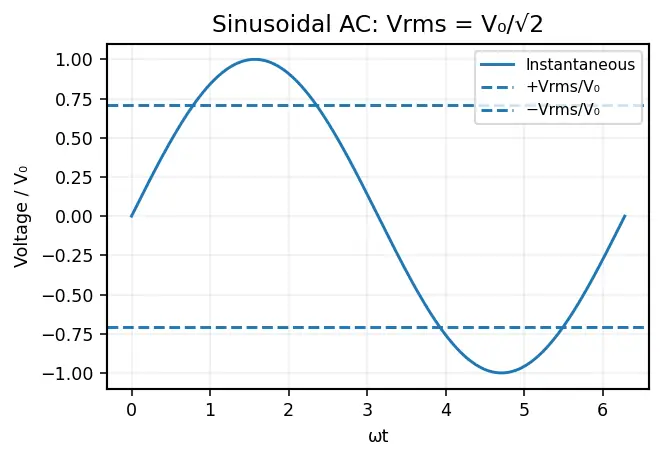 Sinusoidal AC: Vrms = V₀/√2
Instantaneous
+Vrms/V₀
−Vrms/V₀
Voltage / V₀
1.00
0.75
0.50
0.25
0.00
−0.25
−0.50
−0.75
−1.00
0 1 2 3 4 5 6
ωt